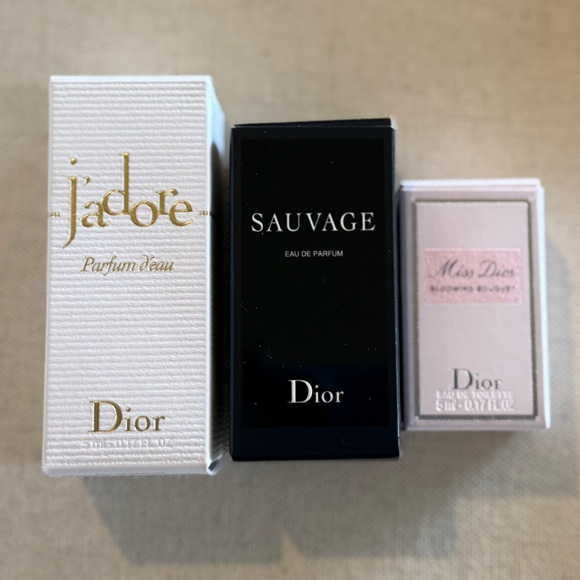 j'adore
Parfum d'eau
Dior
5 ml - 0.17 FL.OZ.
SAUVAGE
EAU DE PARFUM
Dior
Miss Dior
BLOOMING BOUQUET
Dior
EAU DE TOILETTE
5 ml - 0.17 FL.OZ.